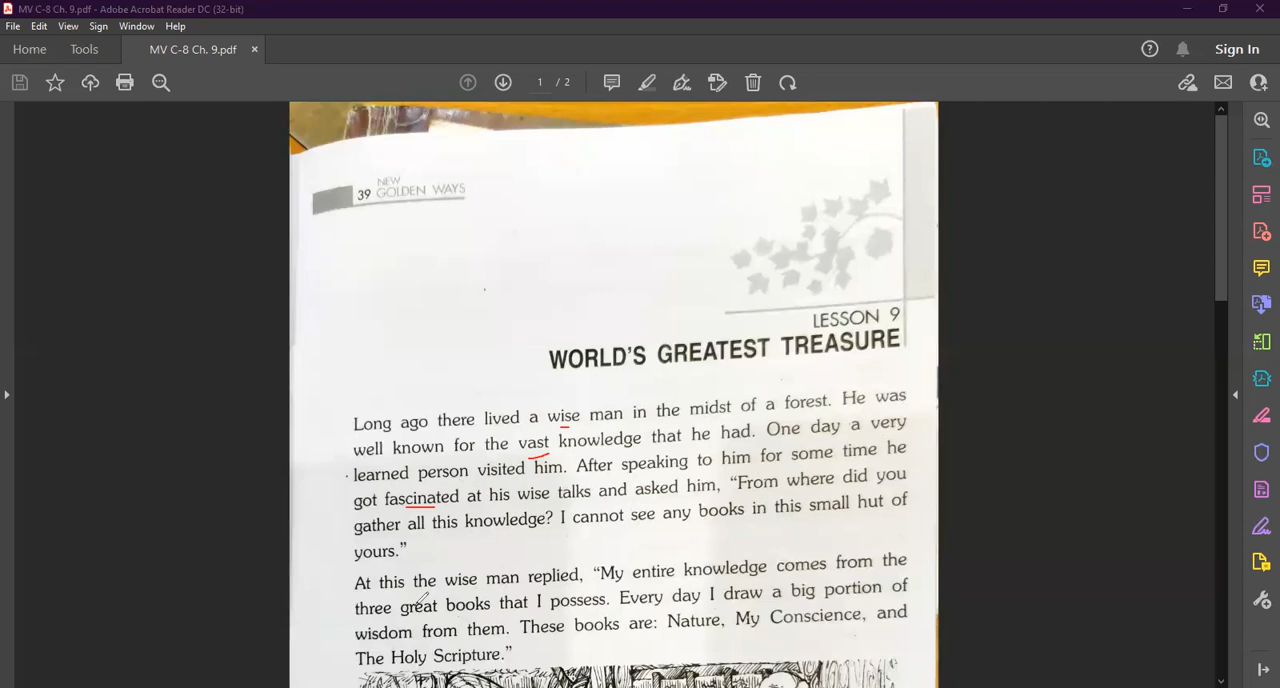 MV C-8 Ch. 9.pdf - Adobe Acrobat Reader DC (32-bit)
File Edit View Sign Window Help
Home Tools MV C-8 Ch. 9.pdf × Sign In
1 / 2
39 NEW GOLDEN WAYS
LESSON 9
WORLD'S GREATEST TREASURE
Long ago there lived a wise man in the midst of a forest. He was
well known for the vast knowledge that he had. One day a very
learned person visited him. After speaking to him for some time he
got fascinated at his wise talks and asked him, “From where did you
gather all this knowledge? I cannot see any books in this small hut of
yours.”
At this the wise man replied, “My entire knowledge comes from the
three great books that I possess. Every day I draw a big portion of
wisdom from them. These books are: Nature, My Conscience, and
The Holy Scripture.”